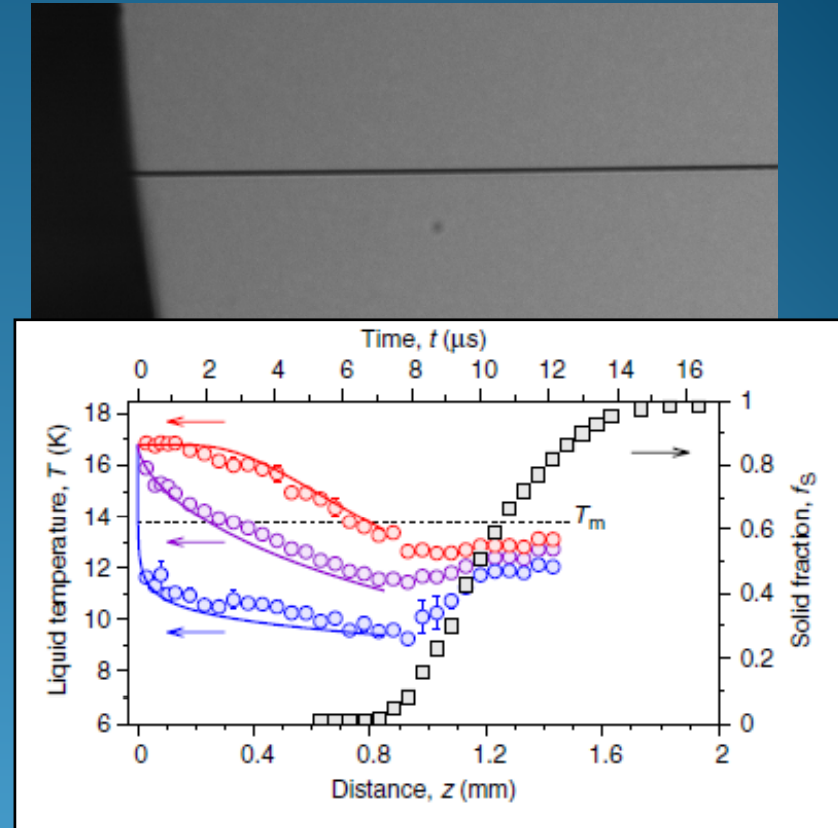 Time, t (μs)
0 2 4 6 8 10 12 14 16
18
16
14
12
10
8
6
Liquid temperature, T (K)
Tm
1
0.8
0.6
0.4
0.2
0
Solid fraction, fS
0 0.4 0.8 1.2 1.6 2
Distance, z (mm)